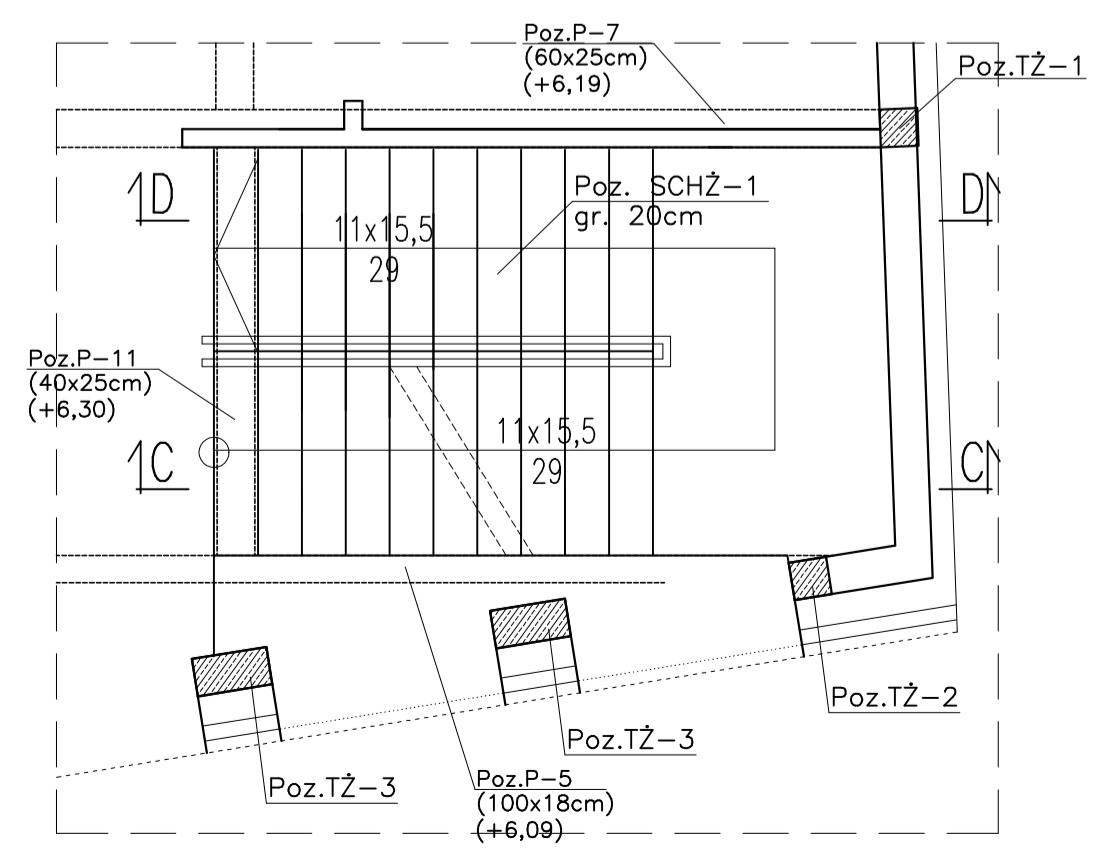 Poz.P-7
(60x25cm)
(+6,19)
Poz.TŻ-1
1D
D1
Poz. SCHŻ-1
gr. 20cm
11x15,5
29
Poz.P-11
(40x25cm)
(+6,30)
11x15,5
29
1C
C1
Poz.TŻ-2
Poz.TŻ-3
Poz.TŻ-3
Poz.P-5
(100x18cm)
(+6,09)